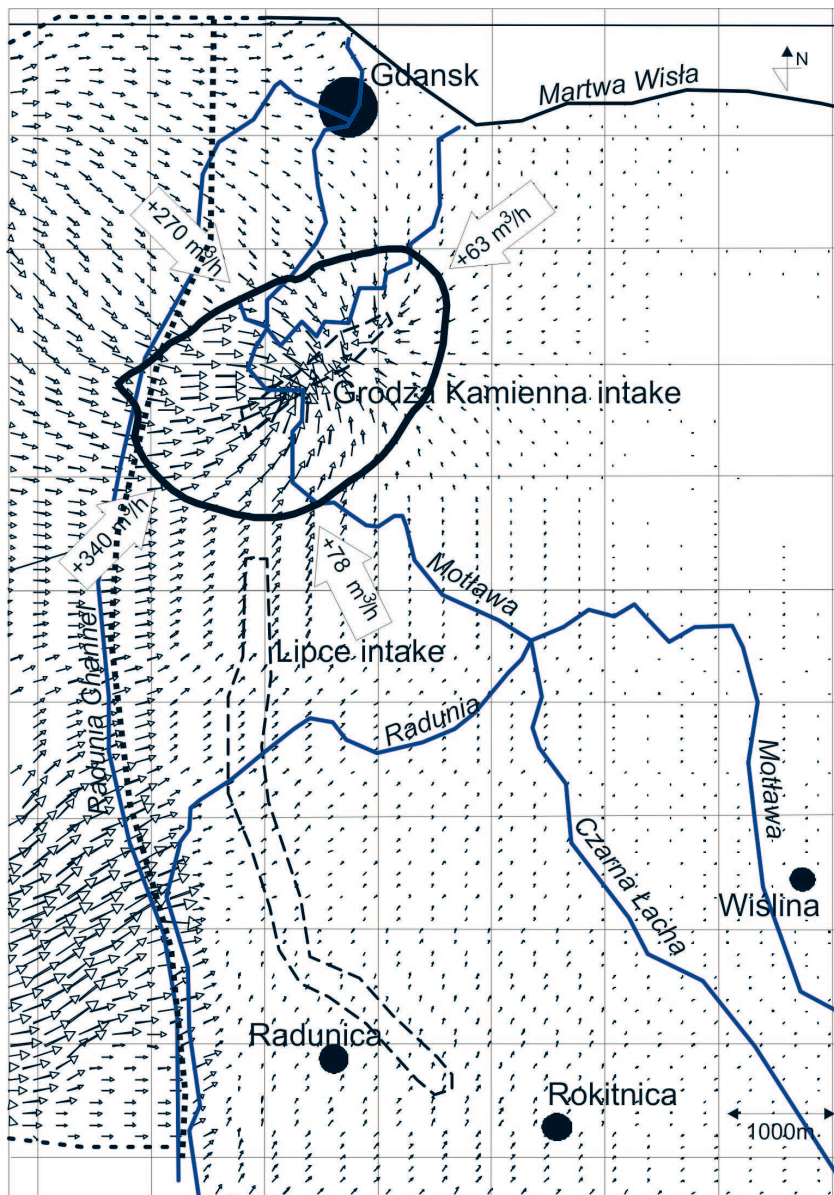 N
Gdansk
Martwa Wisła
+270 m³/h
+63 m³/h
Grodza Kamienna intake
+340 m³/h
+78 m³/h
Motława
Radunia Channel
Lipce intake
Radunia
Motława
Czarna Łacha
Wiślina
Radunica
Rokitnica
1000m